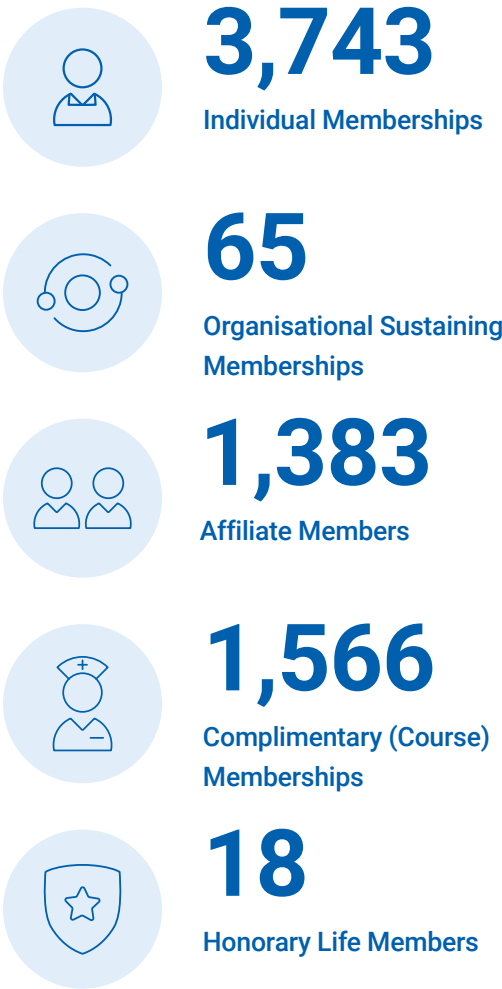 3,743
Individual Memberships
65
Organisational Sustaining
Memberships
1,383
Affiliate Members
1,566
Complimentary (Course)
Memberships
18
Honorary Life Members